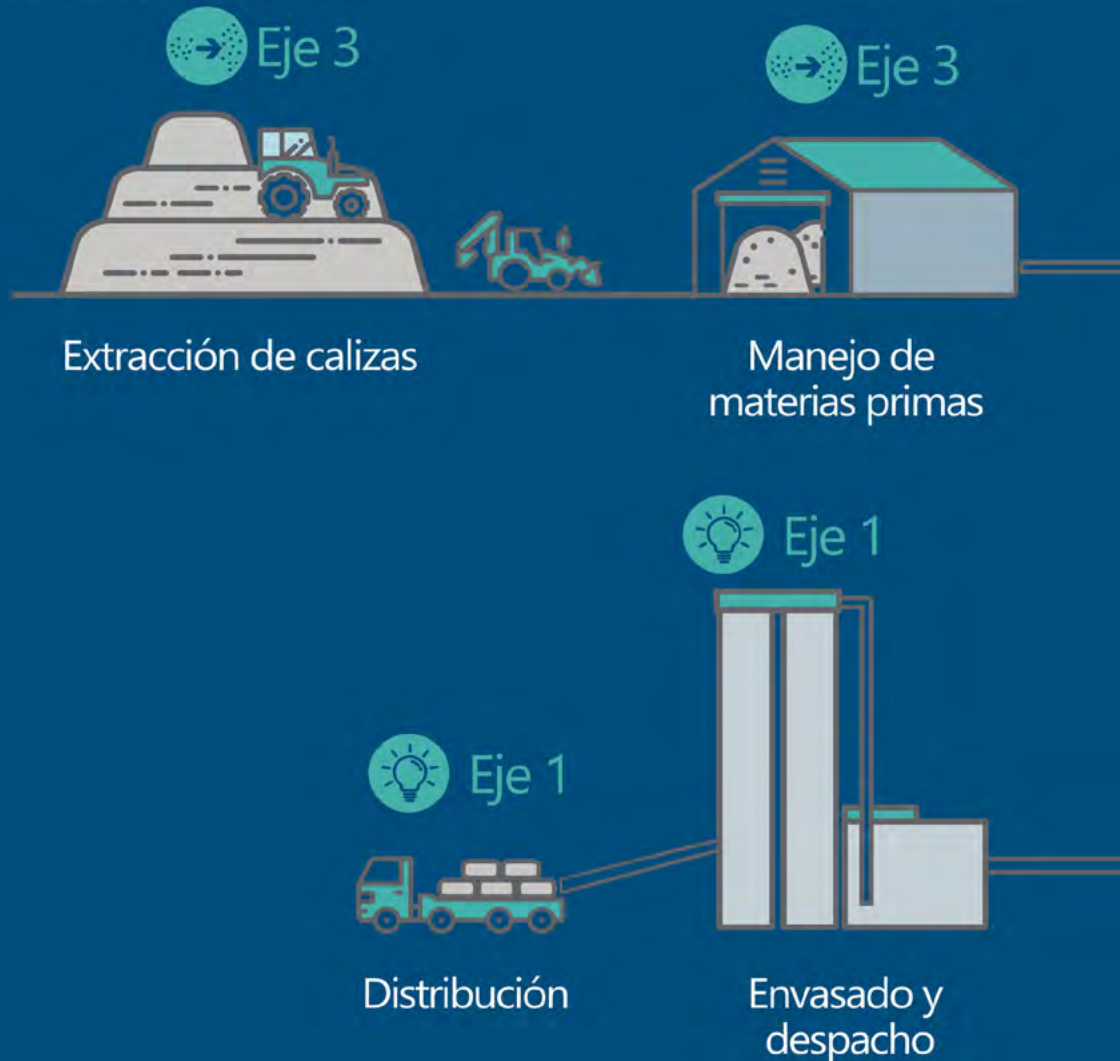 Eje 3
Eje 3
Extracción de calizas
Manejo de
materias primas
Eje 1
Eje 1
Distribución
Envasado y
despacho